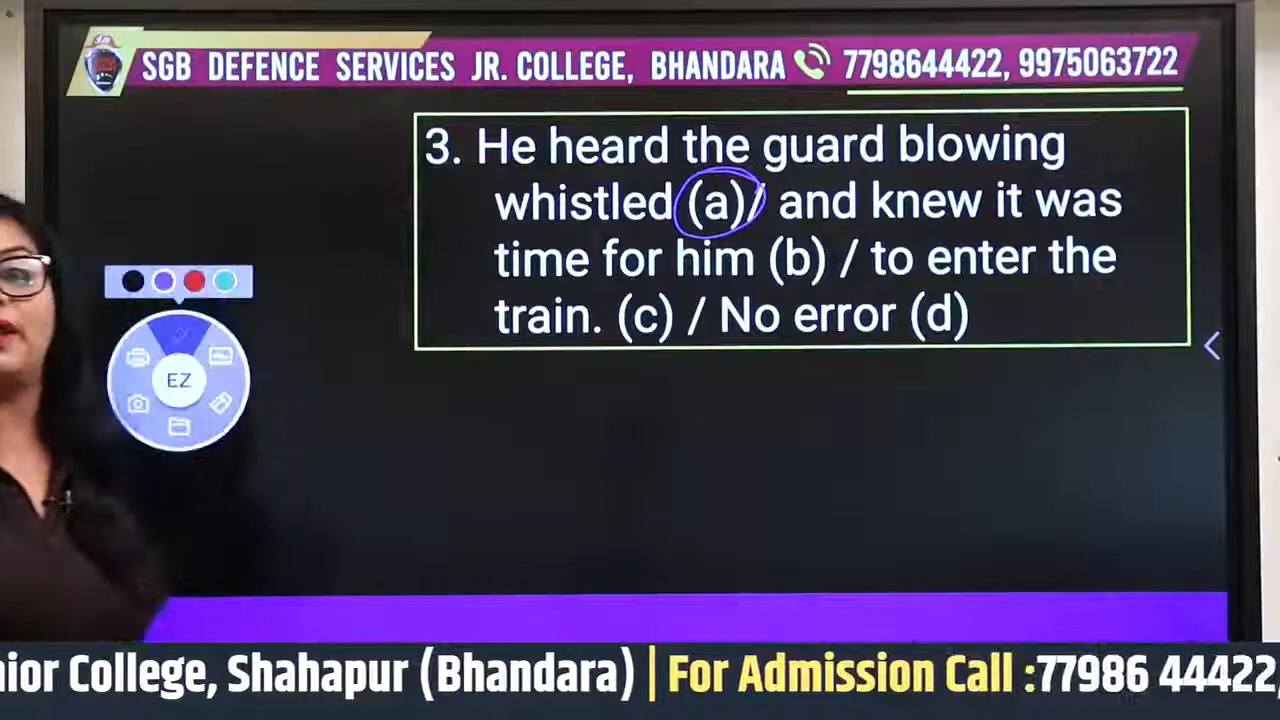 SGB DEFENCE SERVICES JR. COLLEGE, BHANDARA 7798644422, 9975063722
3. He heard the guard blowing
whistled (a)/ and knew it was
time for him (b) / to enter the
train. (c) / No error (d)
EZ
nior College, Shahapur (Bhandara) | For Admission Call :77986 44422,